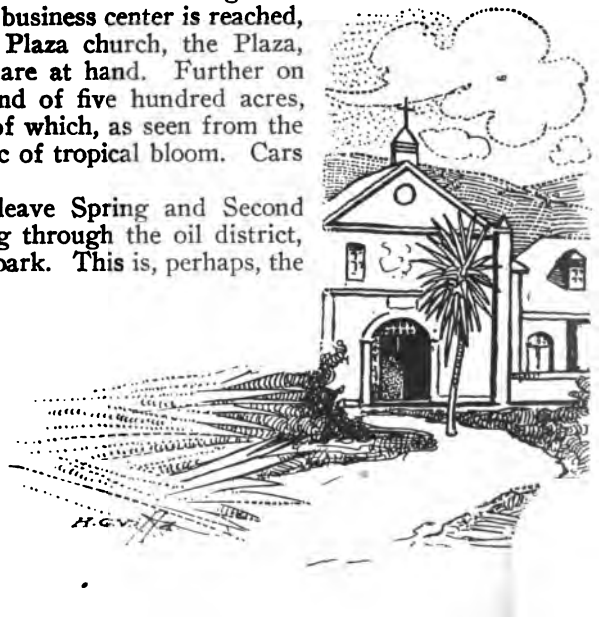 business center is reached,
Plaza church, the Plaza,
are at hand. Further on
nd of five hundred acres,
of which, as seen from the
c of tropical bloom. Cars
leave Spring and Second
g through the oil district,
park. This is, perhaps, the
H.G.V.